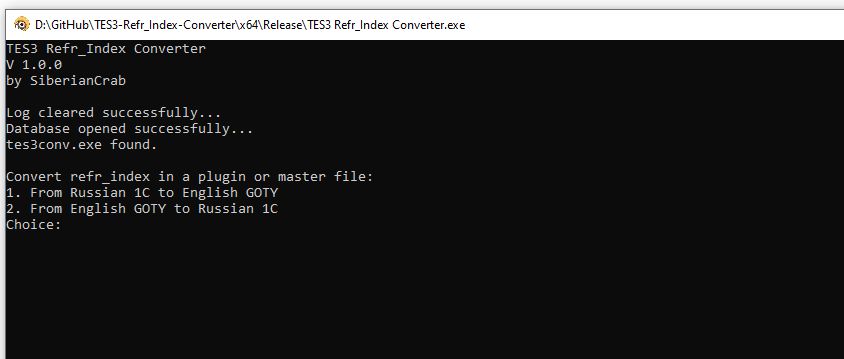 D:\GitHub\TES3-Refr_Index-Converter\x64\Release\TES3 Refr_Index Converter.exe
TES3 Refr_Index Converter
V 1.0.0
by SiberianCrab
Log cleared successfully...
Database opened successfully...
tes3conv.exe found.
Convert refr_index in a plugin or master file:
1. From Russian 1C to English GOTY
2. From English GOTY to Russian 1C
Choice: